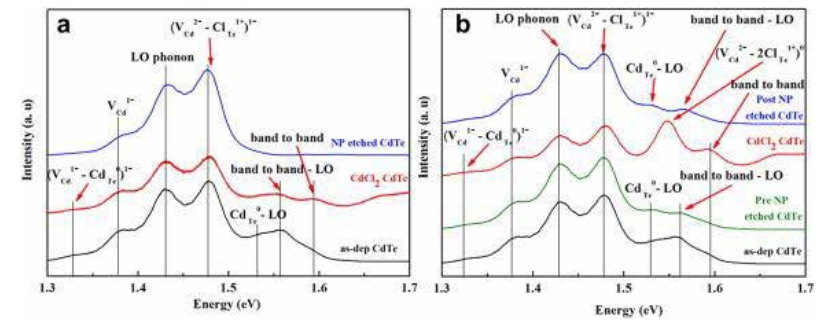 a
LO phonon
(V_Cd^2- - Cl_Te^1+)^1-
V_Cd^1-
NP etched CdTe
band to band
CdCl2 CdTe
(V_Cd^1- - Cd_Te^0)^1-
band to band - LO
Cd_Te^0 - LO
as-dep CdTe
Intensity (a. u)
1.3 1.4 1.5 1.6 1.7
Energy (eV)
b
LO phonon
(V_Cd^2- - Cl_Te^1+)^1-
band to band - LO
(V_Cd^2- - 2Cl_Te^1+)^0
Cd_Te^0 - LO
V_Cd^1-
band to band
Post NP
etched CdTe
(V_Cd^1- - Cd_Te^0)^1-
CdCl2 CdTe
Cd_Te^0 - LO
band to band - LO
Pre NP
etched CdTe
as-dep CdTe
Intensity (a. u)
1.3 1.4 1.5 1.6 1.7
Energy (eV)